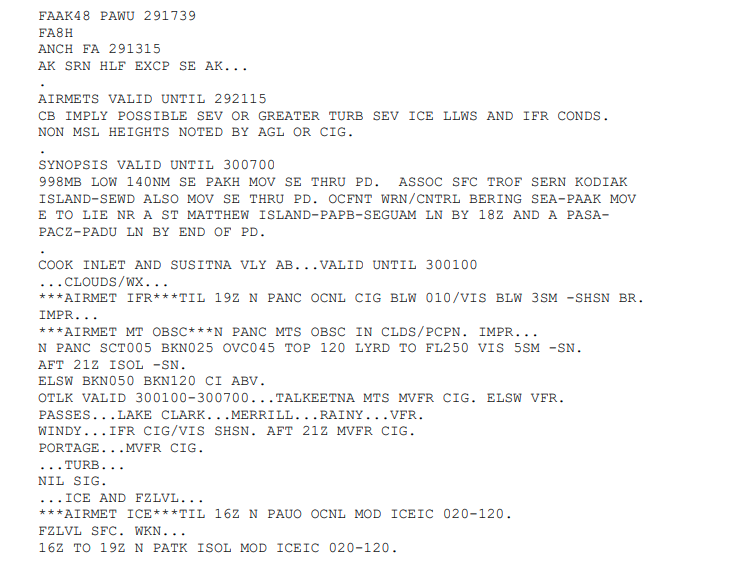 FAAK48 PAWU 291739
FA8H
ANCH FA 291315
AK SRN HLF EXCP SE AK...
.
AIRMETS VALID UNTIL 292115
CB IMPLY POSSIBLE SEV OR GREATER TURB SEV ICE LLWS AND IFR CONDS.
NON MSL HEIGHTS NOTED BY AGL OR CIG.
.
SYNOPSIS VALID UNTIL 300700
998MB LOW 140NM SE PAKH MOV SE THRU PD.  ASSOC SFC TROF SERN KODIAK
ISLAND-SEWD ALSO MOV SE THRU PD. OCFNT WRN/CNTRL BERING SEA-PAAK MOV
E TO LIE NR A ST MATTHEW ISLAND-PAPB-SEGUAM LN BY 18Z AND A PASA-
PACZ-PADU LN BY END OF PD.
.
COOK INLET AND SUSITNA VLY AB...VALID UNTIL 300100
...CLOUDS/WX...
***AIRMET IFR***TIL 19Z N PANC OCNL CIG BLW 010/VIS BLW 3SM -SHSN BR.
IMPR...
***AIRMET MT OBSC***N PANC MTS OBSC IN CLDS/PCPN. IMPR...
N PANC SCT005 BKN025 OVC045 TOP 120 LYRD TO FL250 VIS 5SM -SN.
AFT 21Z ISOL -SN.
ELSW BKN050 BKN120 CI ABV.
OTLK VALID 300100-300700...TALKEETNA MTS MVFR CIG. ELSW VFR.
PASSES...LAKE CLARK...MERRILL...RAINY...VFR.
WINDY...IFR CIG/VIS SHSN. AFT 21Z MVFR CIG.
PORTAGE...MVFR CIG.
...TURB...
NIL SIG.
...ICE AND FZLVL...
***AIRMET ICE***TIL 16Z N PAUO OCNL MOD ICEIC 020-120.
FZLVL SFC. WKN...
16Z TO 19Z N PATK ISOL MOD ICEIC 020-120.